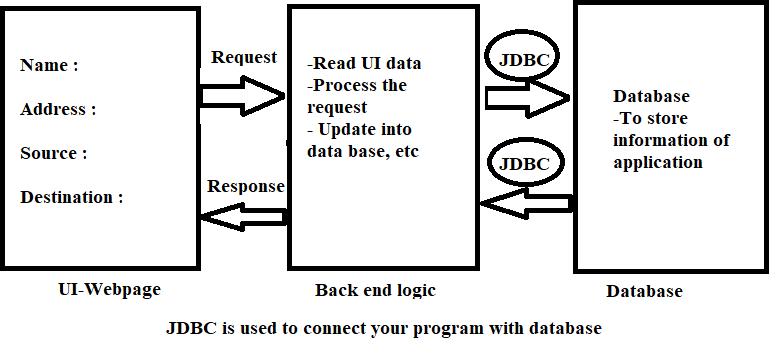 Name :
Address :
Source :
Destination :
UI-Webpage
Request
Response
-Read UI data
-Process the
request
- Update into
data base, etc
Back end logic
JDBC
JDBC
Database
-To store
information of
application
Database
JDBC is used to connect your program with database